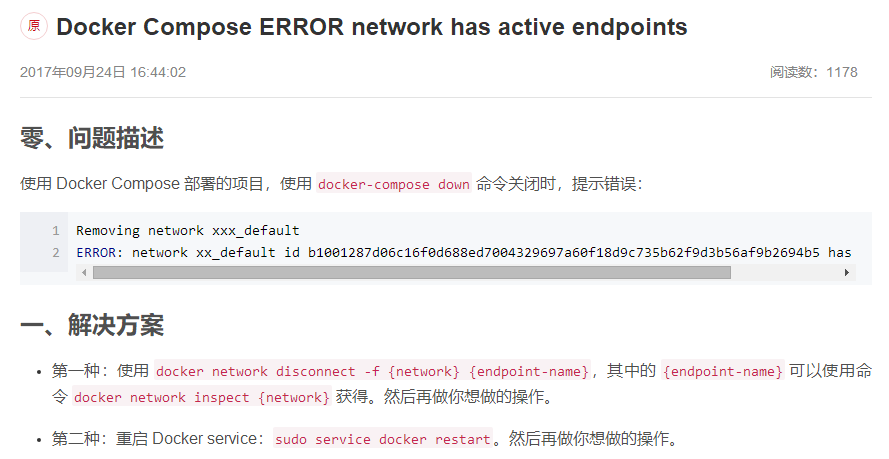 原 Docker Compose ERROR network has active endpoints
2017年09月24日 16:44:02 阅读数：1178
零、问题描述
使用 Docker Compose 部署的项目，使用 docker-compose down 命令关闭时，提示错误：
1 Removing network xxx_default
2 ERROR: network xx_default id b1001287d06c16f0d688ed7004329697a60f18d9c735b62f9d3b56af9b2694b5 has
一、解决方案
• 第一种：使用 docker network disconnect -f {network} {endpoint-name}，其中的 {endpoint-name} 可以使用命
令 docker network inspect {network} 获得。然后再做你想做的操作。
• 第二种：重启 Docker service：sudo service docker restart。然后再做你想做的操作。